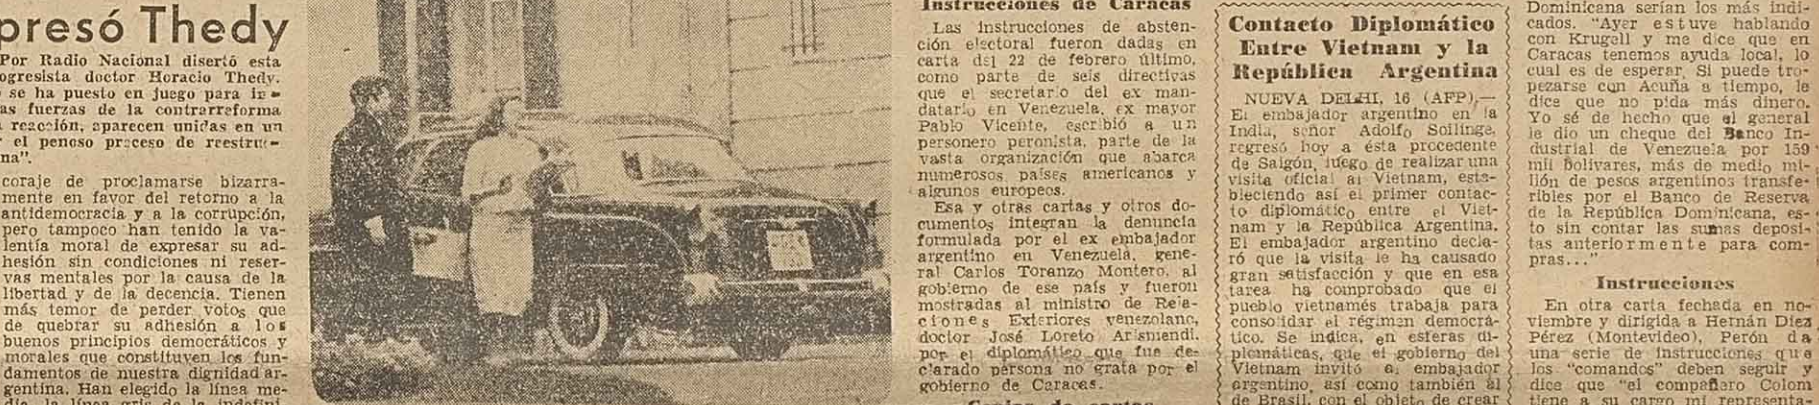 presó Thedy
Por Radio Nacional disertó esta
ogresista doctor Horacio Thedy.
se ha puesto en juego para
as fuerzas de la contrarreforma
reacción, aparecen unidas en un
el penoso proceso de
na".
coraje de proclamarse bizarra-
mente en favor del retorno a la
antidemocracia y a la corrupción,
pero tampoco han tenido la va-
lentía moral de expresar su ad-
hesión sin condiciones ni reser-
vas mentales por la causa de la
libertad y de la decencia. Tienen
más temor de perder votos que
de quebrar su adhesión a los
buenos principios democráticos y
morales que constituyen los fun-
damentos de nuestra dignidad ar-
gentina. Han elegido la línea me-
dia, la línea gris de la indefini-
Instrucciones de Caracas
Las instrucciones de absten-
ción electoral fueron dadas en
carta del 22 de febrero último,
como parte de seis directivas
que el secretario del ex man-
datario en Venezuela, ex mayor
Pablo Vicente, escribió a un
personero peronista, parte de la
vasta organización que abarca
numerosos países americanos y
algunos europeos.
Esa y otras cartas y otros do-
cumentos integran la denuncia
formulada por el ex embajador
argentino en Venezuela, gene-
ral Carlos Toranzo Montero, al
gobierno de ese país y fueron
mostradas al ministro de Rela-
ciones Exteriores venezolano,
doctor José Loreto Arismendi,
por el diplomático que fue de-
clarado persona no grata por el
gobierno de Caracas.
Copias de cartas
Contacto Diplomático
Entre Vietnam y la
República Argentina
NUEVA DELHI, 16 (AFP).—
El embajador argentino en la
India, señor Adolfo Soilinge,
regresó hoy a ésta procedente
de Saigón, luego de realizar una
visita oficial al Vietnam, esta-
bleciendo así el primer contac-
to diplomático entre el Viet-
nam y la República Argentina.
El embajador argentino decla-
ró que la visita le ha causado
gran satisfacción y que en esa
tarea ha comprobado que el
pueblo vietnamés trabaja para
consolidar el régimen democrá-
tico. Se indica, en esferas di-
plomáticas, que el gobierno del
Vietnam invitó al embajador
argentino, así como también al
de Brasil, con el objeto de crear
Dominicana serían los más indi-
cados. "Ayer estuve hablando
con Krugell y me dice que en
Caracas tenemos ayuda local, lo
cual es de esperar. Si puede tro-
pezarse con Acuña a tiempo, le
dice que no pida más dinero.
Yo sé de hecho que el general
le dio un cheque del Banco In-
dustrial de Venezuela por 159
mil bolívares, más de medio mi-
llón de pesos argentinos transfe-
ribles por el Banco de Reserva
de la República Dominicana, es-
to sin contar las sumas deposi-
tas anteriormente para com-
pras..."
Instrucciones
En otra carta fechada en no-
viembre y dirigida a Hernán Diez
Pérez (Montevideo), Perón da
una serie de instrucciones que
los "comandos" deben seguir y
dice que "el compañero Colom
tiene a su cargo mi representa-